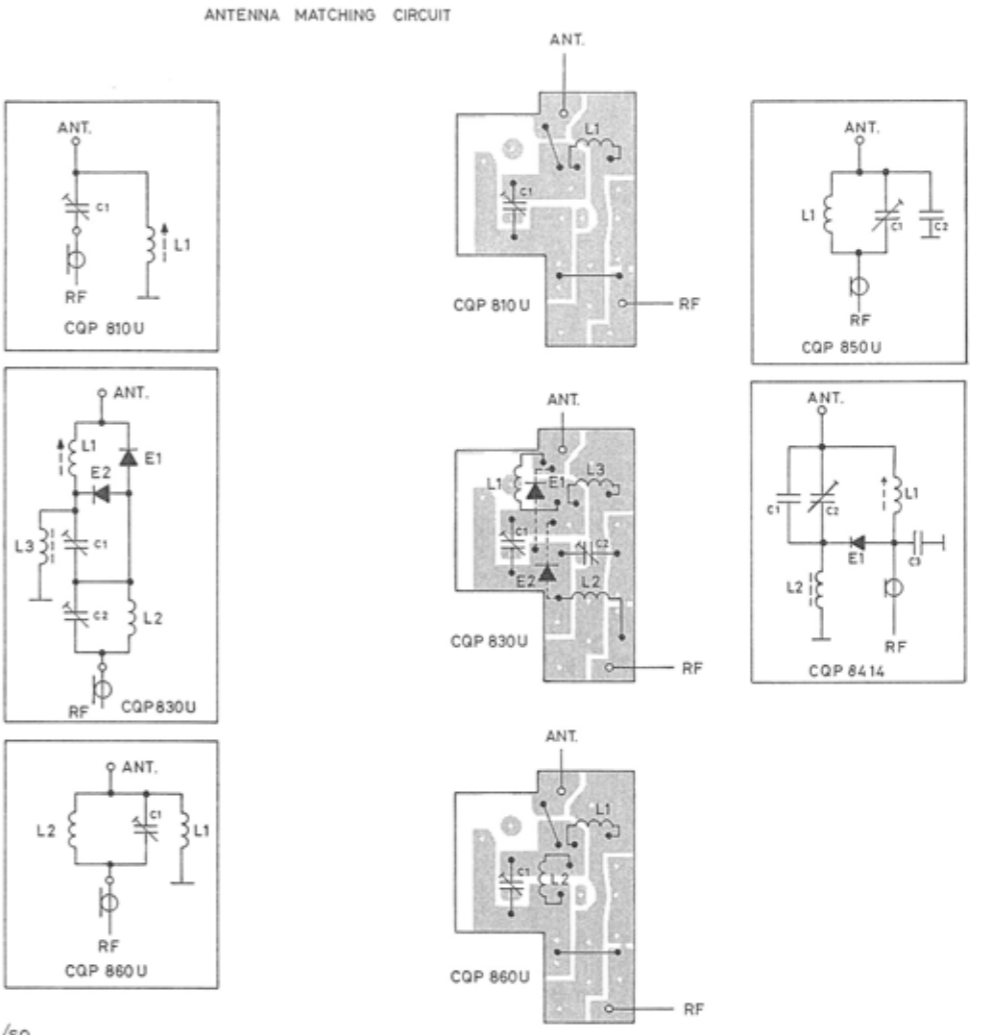 ANTENNA MATCHING CIRCUIT
ANT.
C1
L1
RF
CQP 810U
ANT.
L1
C1
CQP 810U
RF
ANT.
L1
C1
C2
RF
CQP 850U
ANT.
L1
E1
E2
L3
C1
C2
L2
RF
CQP830U
ANT.
L1
E1
L3
C1
C2
E2
L2
CQP 830U
RF
ANT.
C1
C2
L1
E1
C3
L2
RF
CQP 8414
ANT.
L2
C1
L1
RF
CQP 860U
ANT.
L1
C1
L2
CQP 860U
RF